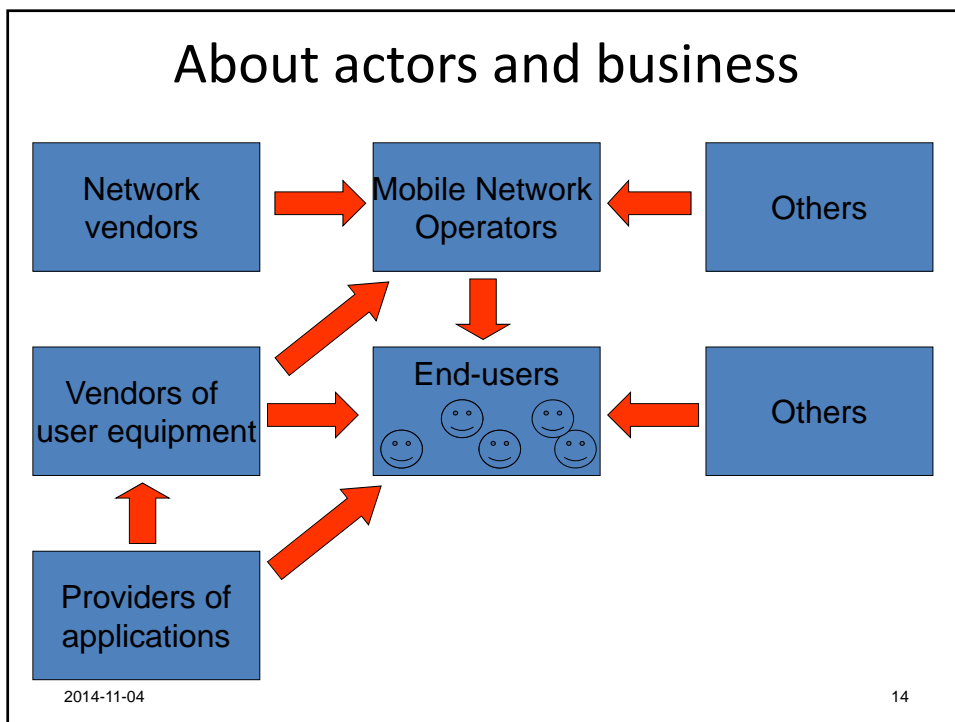 About actors and business
Network
vendors
Mobile Network
Operators
Others
Vendors of
user equipment
End-users
Others
Providers of
applications
2014-11-04
14